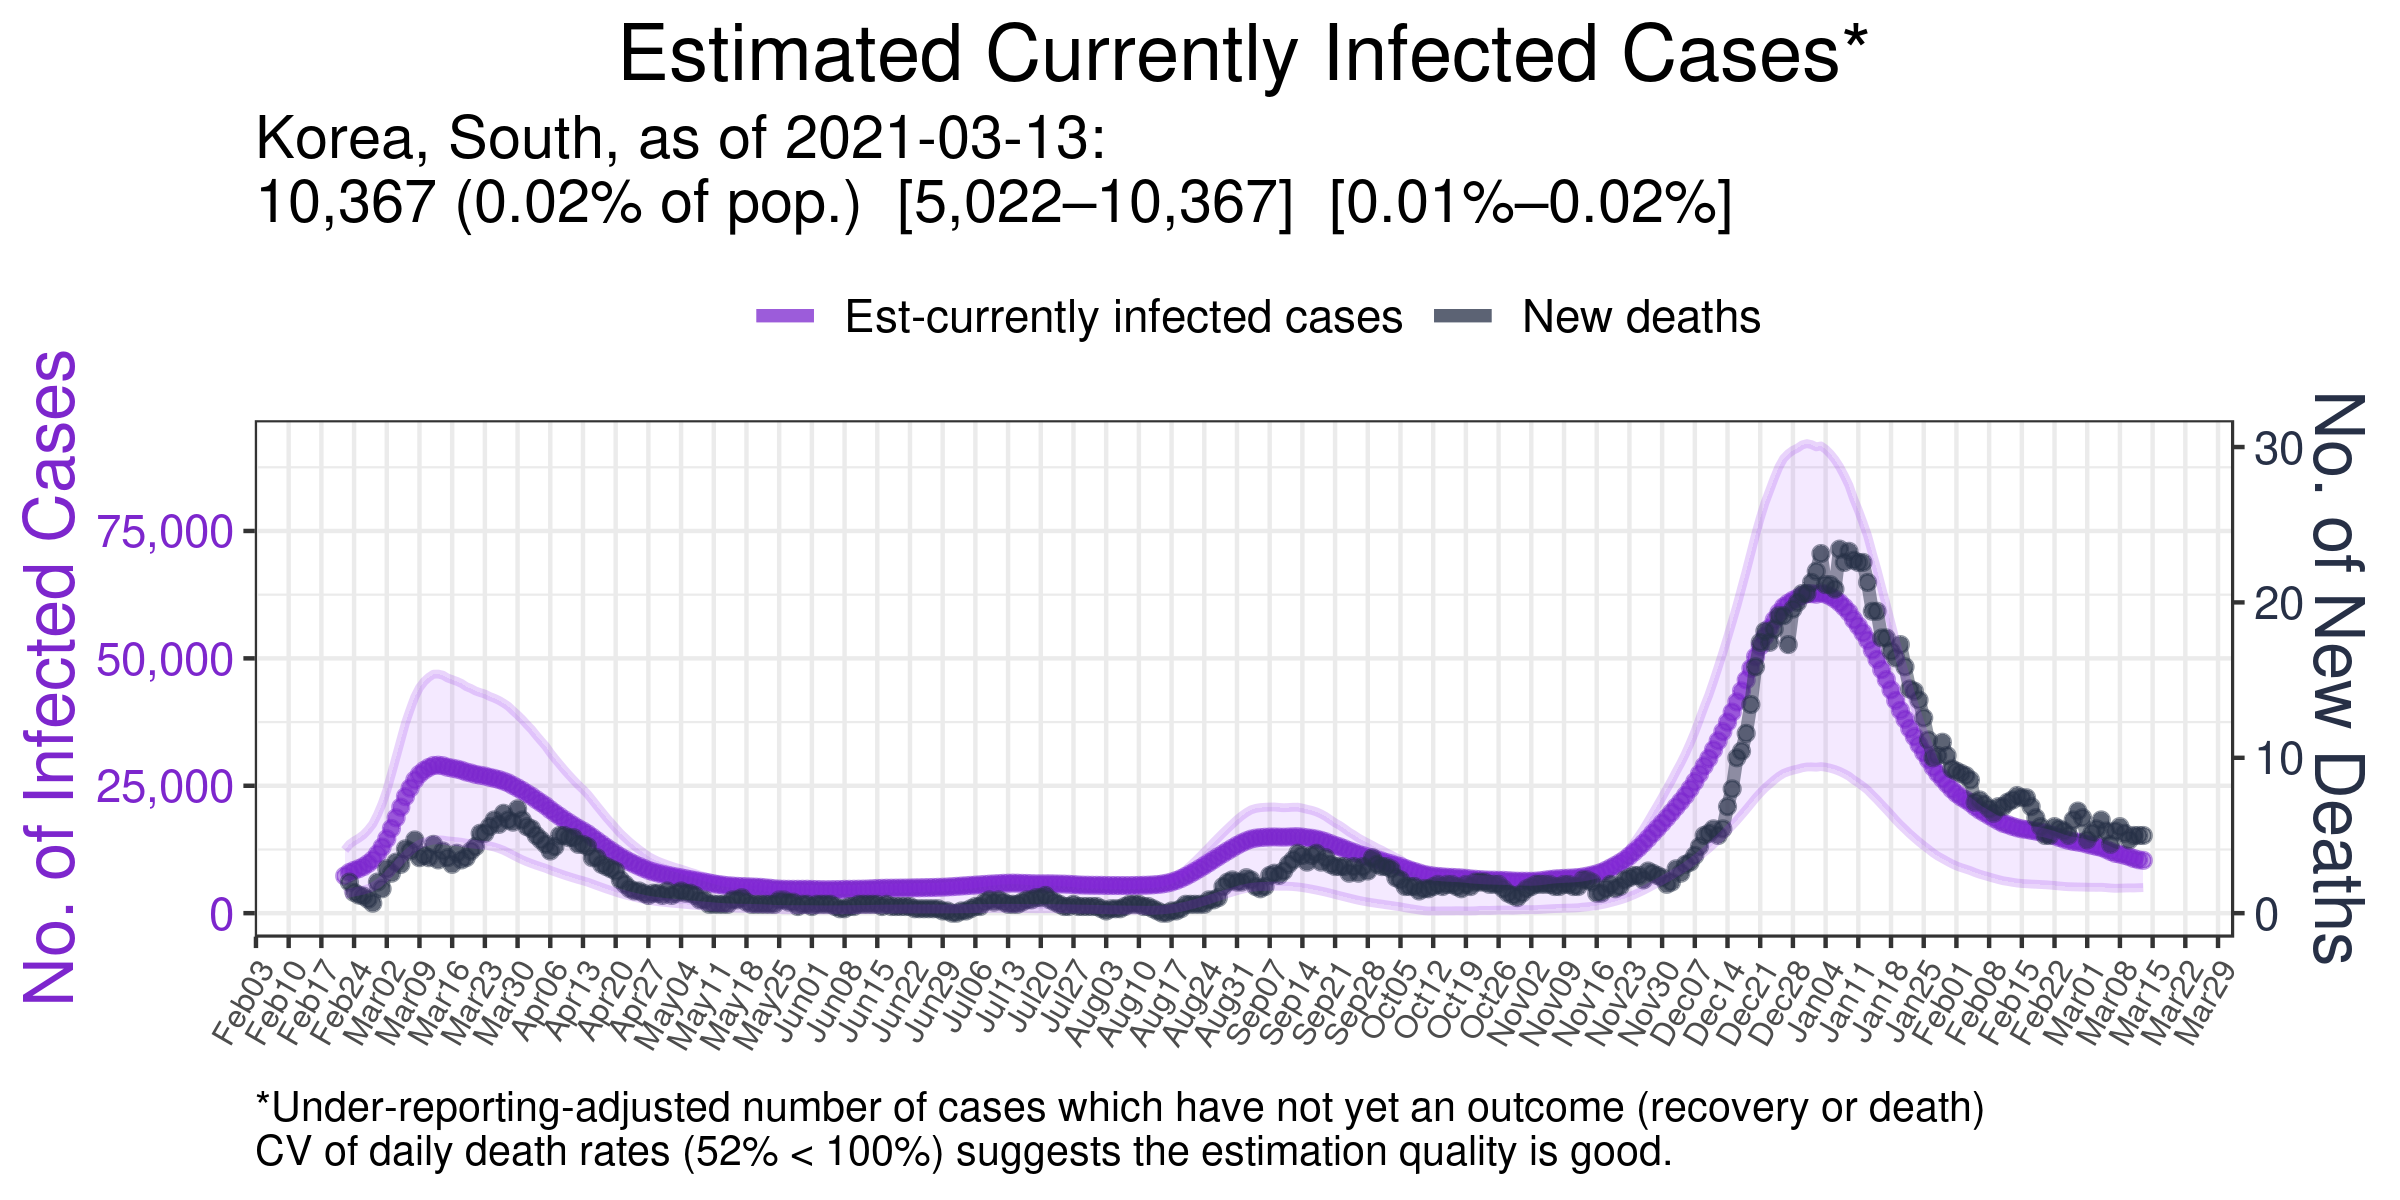 Estimated Currently Infected Cases*
Korea, South, as of 2021-03-13:
10,367 (0.02% of pop.)  [5,022–10,367]  [0.01%–0.02%]
Est-currently infected cases
New deaths
No. of Infected Cases
75,000
50,000
25,000
0
30
20
10
0
No. of New Deaths
Feb03
Feb10
Feb17
Feb24
Mar02
Mar09
Mar16
Mar23
Mar30
Apr06
Apr13
Apr20
Apr27
May04
May11
May18
May25
Jun01
Jun08
Jun15
Jun22
Jun29
Jul06
Jul13
Jul20
Jul27
Aug03
Aug10
Aug17
Aug24
Aug31
Sep07
Sep14
Sep21
Sep28
Oct05
Oct12
Oct19
Oct26
Nov02
Nov09
Nov16
Nov23
Nov30
Dec07
Dec14
Dec21
Dec28
Jan04
Jan11
Jan18
Jan25
Feb01
Feb08
Feb15
Feb22
Mar01
Mar08
Mar15
Mar22
Mar29
*Under-reporting-adjusted number of cases which have not yet an outcome (recovery or death)
CV of daily death rates (52% < 100%) suggests the estimation quality is good.